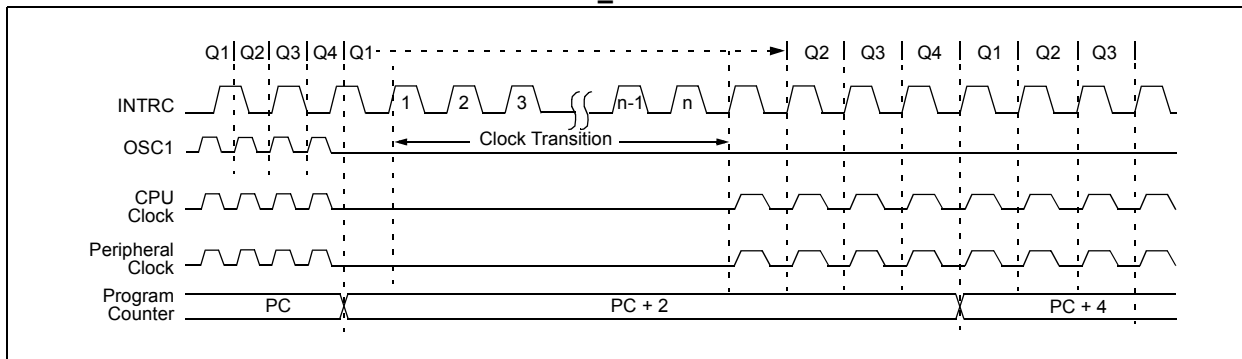 Q1 Q2 Q3 Q4 Q1 Q2 Q3 Q4 Q1 Q2 Q3
INTRC 1 2 3 n-1 n
Clock Transition
OSC1
CPU
Clock
Peripheral
Clock
Program
Counter
PC PC + 2 PC + 4